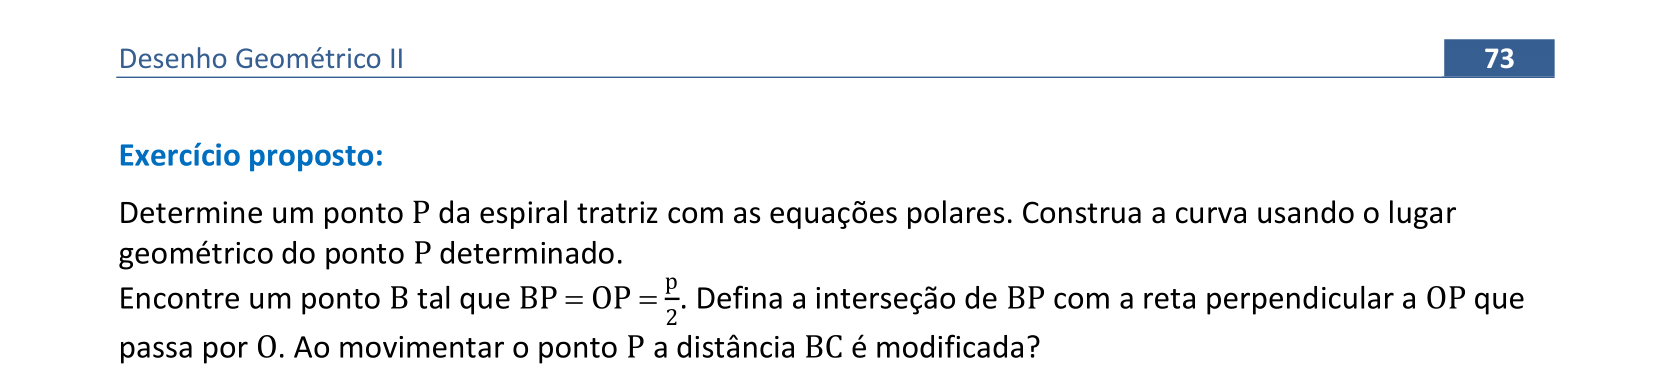 Desenho Geométrico II
73
Exercício proposto:
Determine um ponto P da espiral tratriz com as equações polares. Construa a curva usando o lugar
geométrico do ponto P determinado.
Encontre um ponto B tal que BP = OP = p/2. Defina a interseção de BP com a reta perpendicular a OP que
passa por O. Ao movimentar o ponto P a distância BC é modificada?